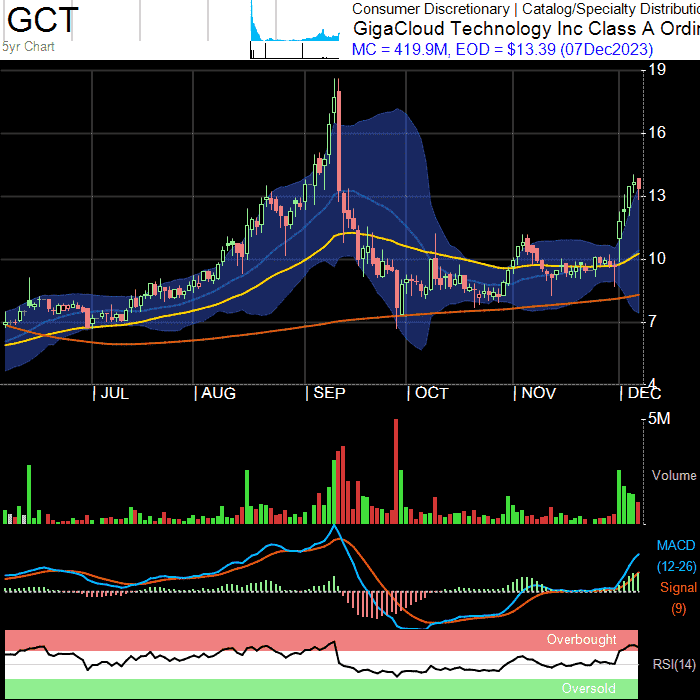 GCT
5yr Chart
Consumer Discretionary | Catalog/Specialty Distributio
GigaCloud Technology Inc Class A Ordin
MC = 419.9M, EOD = $13.39 (07Dec2023)
19
16
13
10
7
4
JUL
AUG
SEP
OCT
NOV
DEC
5M
Volume
MACD
(12-26)
Signal
(9)
Overbought
RSI(14)
Oversold